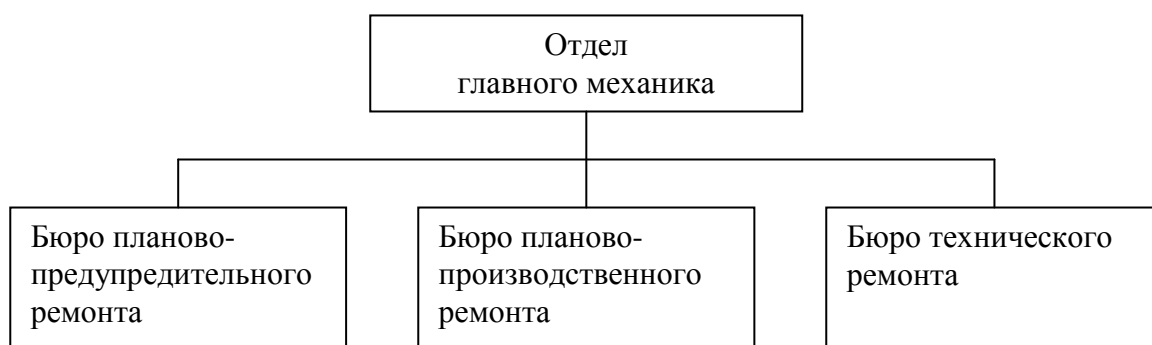 Отдел
главного механика
Бюро планово-
предупредительного
ремонта
Бюро планово-
производственного
ремонта
Бюро технического
ремонта